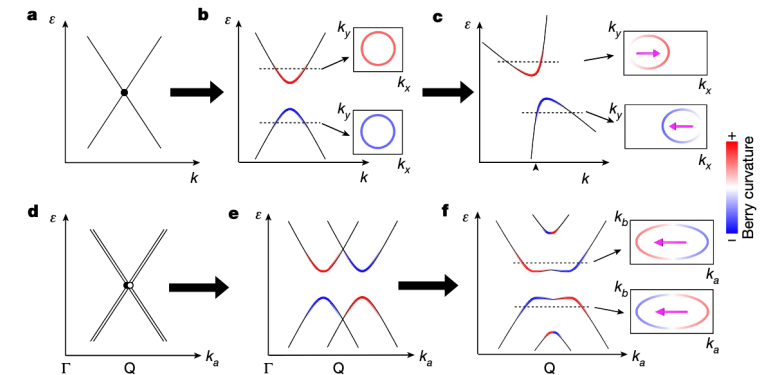 a
ε
k
b
ε
k
k_y
k_x
k_y
k_x
c
ε
k
k_y
k_x
k_y
k_x
+
Berry curvature
−
d
ε
Γ
Q
k_a
e
ε
Γ
Q
k_a
f
ε
Q
k_a
k_b
k_a
k_b
k_a